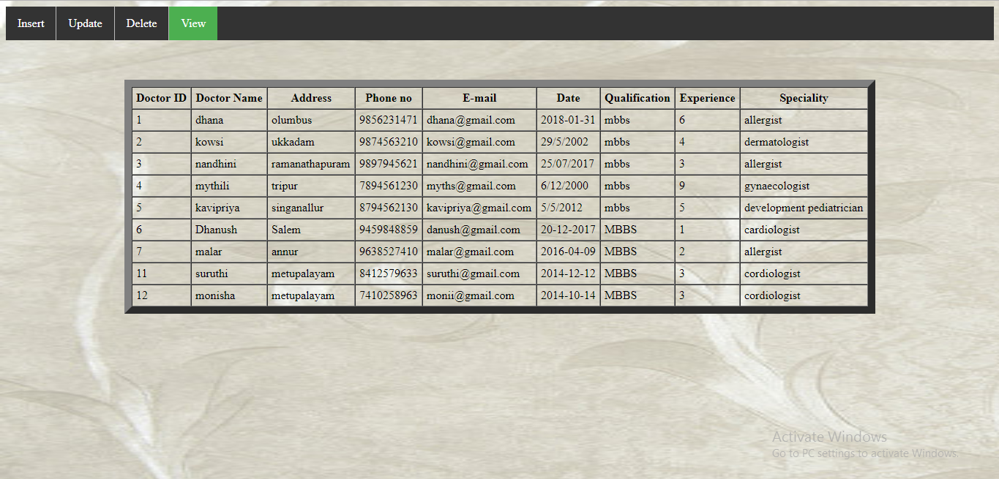 Insert Update Delete View
Doctor ID Doctor Name Address Phone no E-mail Date Qualification Experience Speciality
1 dhana olumbus 9856231471 dhana@gmail.com 2018-01-31 mbbs 6 allergist
2 kowsi ukkadam 9874563210 kowsi@gmail.com 29/5/2002 mbbs 4 dermatologist
3 nandhini ramanathapuram 9897945621 nandhini@gmail.com 25/07/2017 mbbs 3 allergist
4 mythili tripur 7894561230 myths@gmail.com 6/12/2000 mbbs 9 gynaecologist
5 kavipriya singanallur 8794562130 kavipriya@gmail.com 5/5/2012 mbbs 5 development pediatrician
6 Dhanush Salem 9459848859 danush@gmail.com 20-12-2017 MBBS 1 cardiologist
7 malar annur 9638527410 malar@gmail.com 2016-04-09 MBBS 2 allergist
11 suruthi metupalayam 8412579633 suruthi@gmail.com 2014-12-12 MBBS 3 cordiologist
12 monisha metupalayam 7410258963 monii@gmail.com 2014-10-14 MBBS 3 cordiologist
Activate Windows
Go to PC settings to activate Windows.